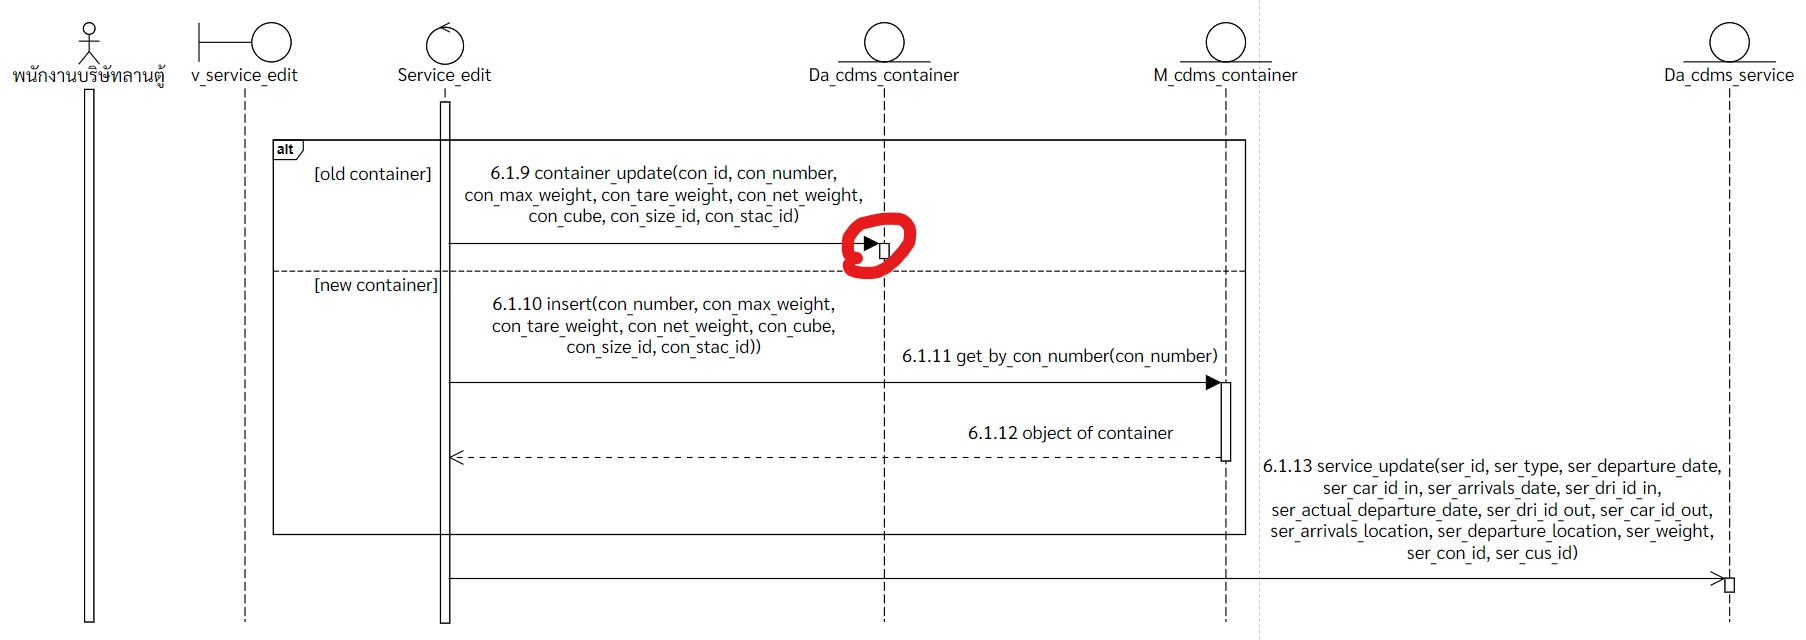 พนักงานบริษัทลานตู้
v_service_edit
Service_edit
Da_cdms_container
M_cdms_container
Da_cdms_service
alt
[old container]
6.1.9 container_update(con_id, con_number,
con_max_weight, con_tare_weight, con_net_weight,
con_cube, con_size_id, con_stac_id)
[new container]
6.1.10 insert(con_number, con_max_weight,
con_tare_weight, con_net_weight, con_cube,
con_size_id, con_stac_id))
6.1.11 get_by_con_number(con_number)
6.1.12 object of container
6.1.13 service_update(ser_id, ser_type, ser_departure_date,
ser_car_id_in, ser_arrivals_date, ser_dri_id_in,
ser_actual_departure_date, ser_dri_id_out, ser_car_id_out,
ser_arrivals_location, ser_departure_location, ser_weight,
ser_con_id, ser_cus_id)